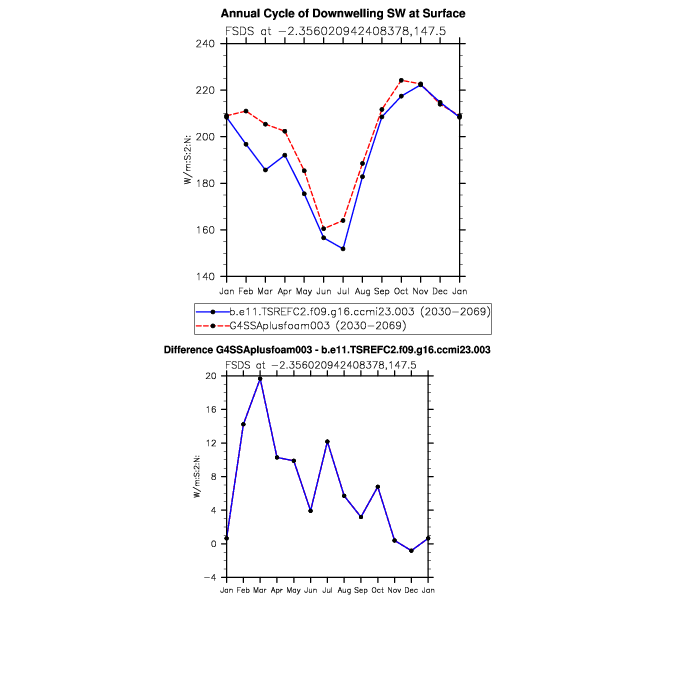 Annual Cycle of Downwelling SW at Surface
FSDS at −2.356020942408378,147.5
240
220
200
180
160
140
W/m:S:2:N:
Jan Feb Mar Apr May Jun Jul Aug Sep Oct Nov Dec Jan
b.e11.TSREFC2.f09.g16.ccmi23.003 (2030−2069)
G4SSAplusfoam003 (2030−2069)
Difference G4SSAplusfoam003 - b.e11.TSREFC2.f09.g16.ccmi23.003
FSDS at −2.356020942408378,147.5
20
16
12
8
4
0
−4
W/m:S:2:N:
Jan Feb Mar Apr May Jun Jul Aug Sep Oct Nov Dec Jan